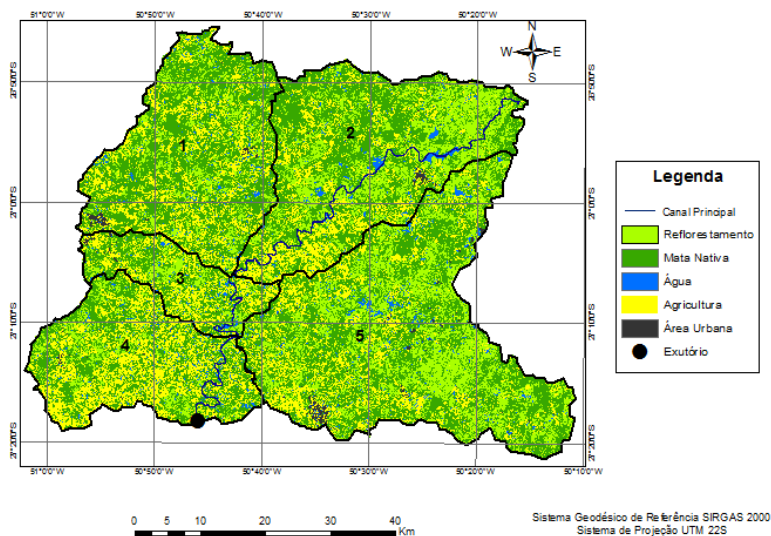 51°0'0"W 50°50'0"W 50°40'0"W 50°30'0"W 50°20'0"W
N
W E
S
1
2
3
4
5
51°0'0"W 50°50'0"W 50°40'0"W 50°30'0"W 50°20'0"W 50°10'0"W
Legenda
Canal Principal
Reflorestamento
Mata Nativa
Água
Agricultura
Área Urbana
Exutório
0 5 10 20 30 40
Km
Sistema Geodésico de Referência SIRGAS 2000
Sistema de Projeção UTM 22S